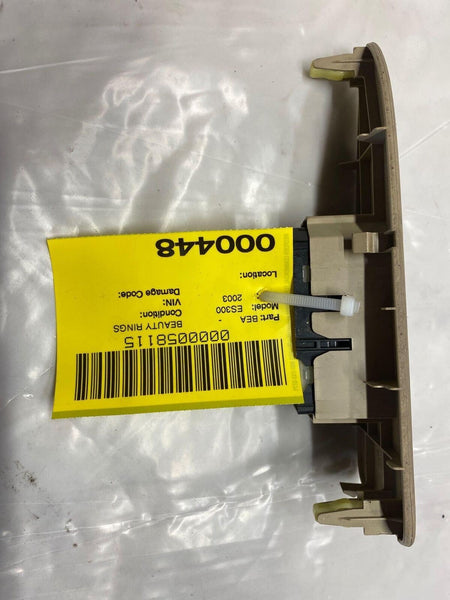 0000058115
BEAUTY RINGS
Part: BEA -
Model: ES300 Condition:
2003 VIN:
Damage Code:
Location:
000448